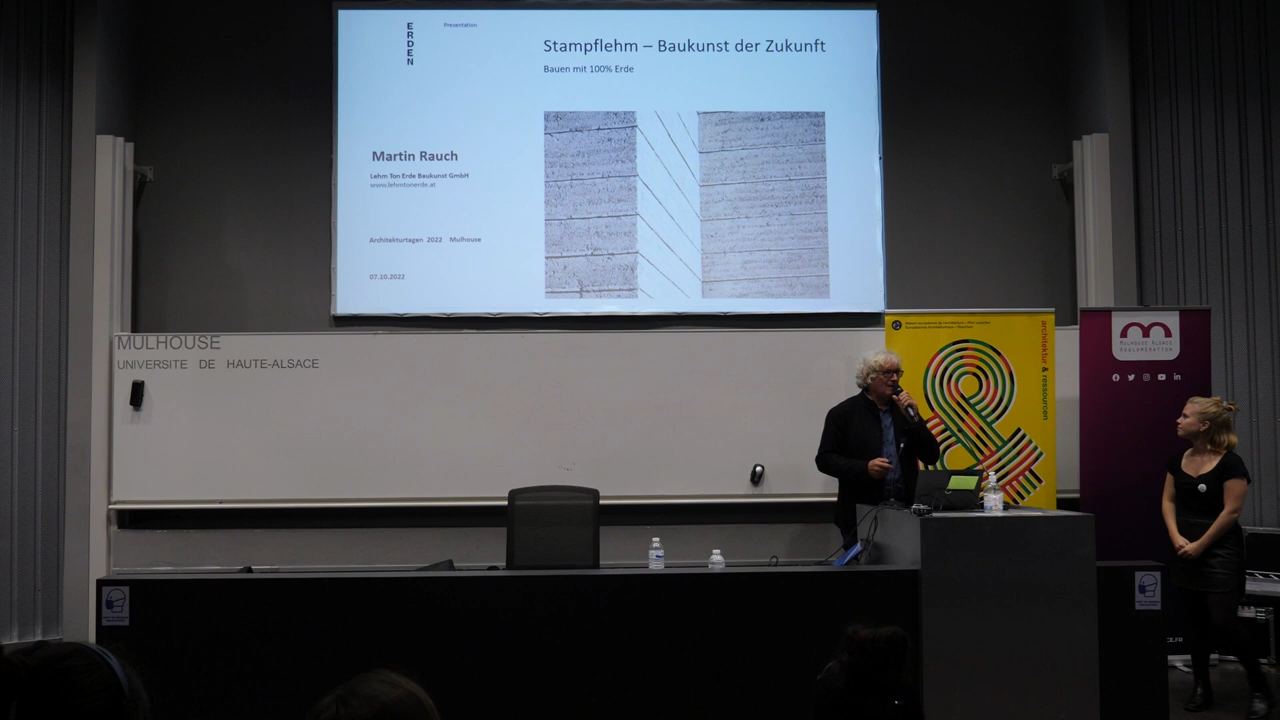 ERDEN
Presentation
Stampflehm – Baukunst der Zukunft
Bauen mit 100% Erde
Martin Rauch
Lehm Ton Erde Baukunst GmbH
www.lehmtonerde.at
Architekturtagen 2022 Mulhouse
07.10.2022
MULHOUSE
UNIVERSITE DE HAUTE-ALSACE
architektur & ressourcen
MULHOUSE ALSACE
AGGLOMERATION